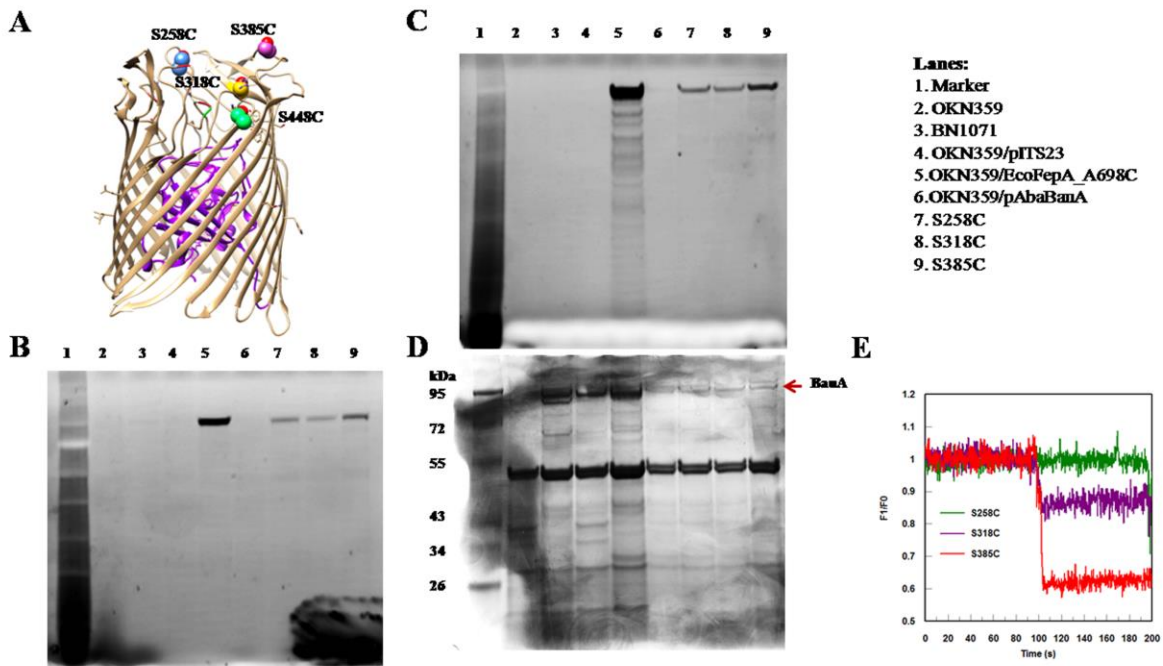 A
S258C
S385C
S318C
S448C
B
1 2 3 4 5 6 7 8 9
C
1 2 3 4 5 6 7 8 9
Lanes:
1. Marker
2. OKN359
3. BN1071
4. OKN359/pITS23
5.OKN359/EcoFepA_A698C
6.OKN359/pAbaBauA
7. S258C
8. S318C
9. S385C
D
kDa
95
72
55
43
34
26
BauA
E
1.2
1.1
1
0.9
0.8
0.7
0.6
0.5
F1/F0
S258C
S318C
S385C
0 20 40 60 80 100 120 140 160 180 200
Time (s)